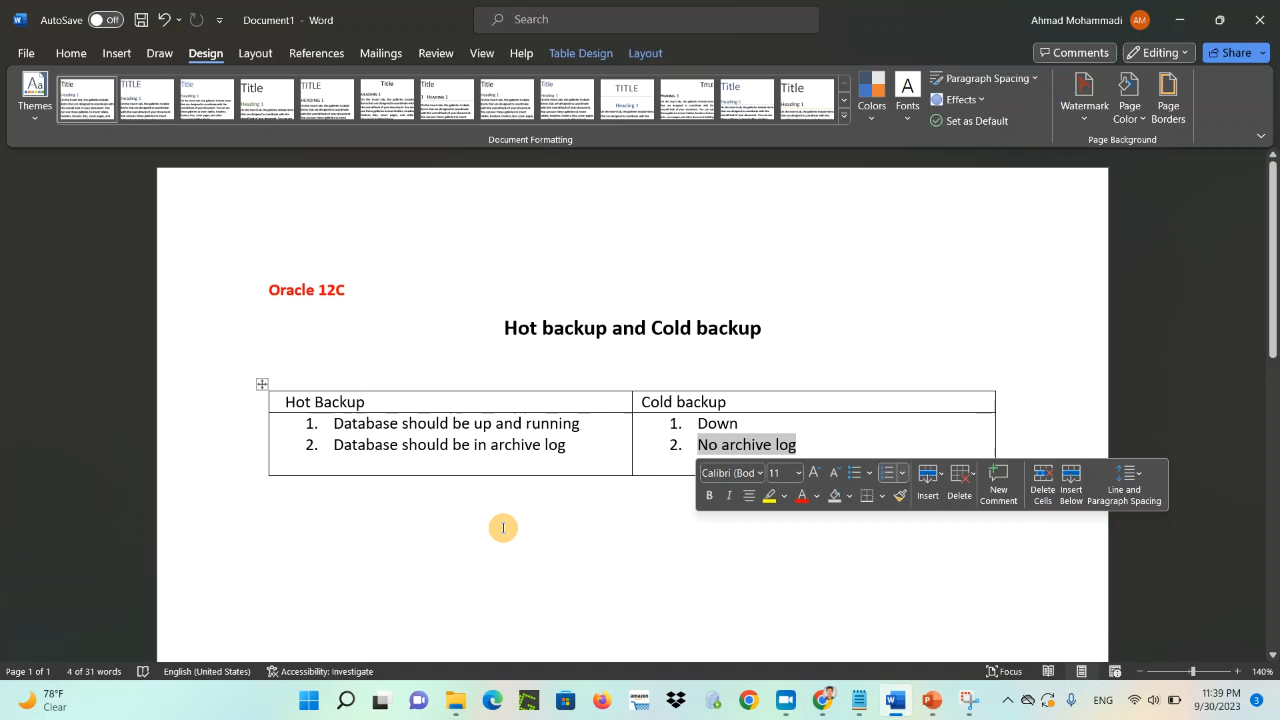 AutoSave Off Document1 - Word Search Ahmad Mohammadi AM
File Home Insert Draw Design Layout References Mailings Review View Help Table Design Layout Comments Editing Share
Themes
Colors
Fonts
Paragraph Spacing
Effects
Set as Default
Watermark
Page Color
Page Borders
Document Formatting Page Background
Oracle 12C
Hot backup and Cold backup
Hot Backup
1. Database should be up and running
2. Database should be in archive log
Cold backup
1. Down
2. No archive log
Calibri (Bod 11
Insert Delete New Comment Delete Cells Insert Below Line and Paragraph Spacing
Page 1 of 1 4 of 31 words English (United States) Accessibility: Investigate Focus 140%
78°F
Clear
ENG
11:39 PM
9/30/2023
3